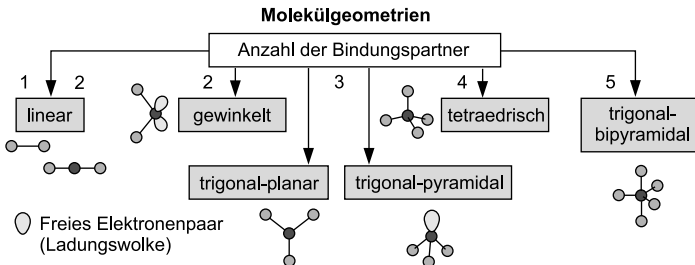 Molekülgeometrien
Anzahl der Bindungspartner
1 2 2 3 4 5
linear
gewinkelt
tetraedrisch
trigonal-
bipyramidal
trigonal-planar
trigonal-pyramidal
Freies Elektronenpaar
(Ladungswolke)